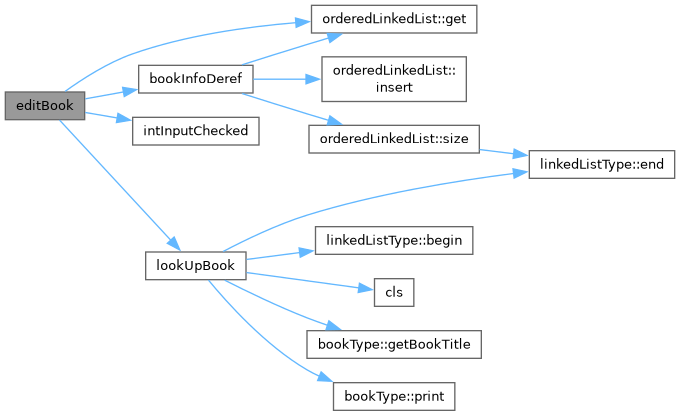 orderedLinkedList::get
bookInfoDeref
orderedLinkedList::
insert
editBook
intInputChecked
orderedLinkedList::size
linkedListType::end
linkedListType::begin
lookUpBook
cls
bookType::getBookTitle
bookType::print